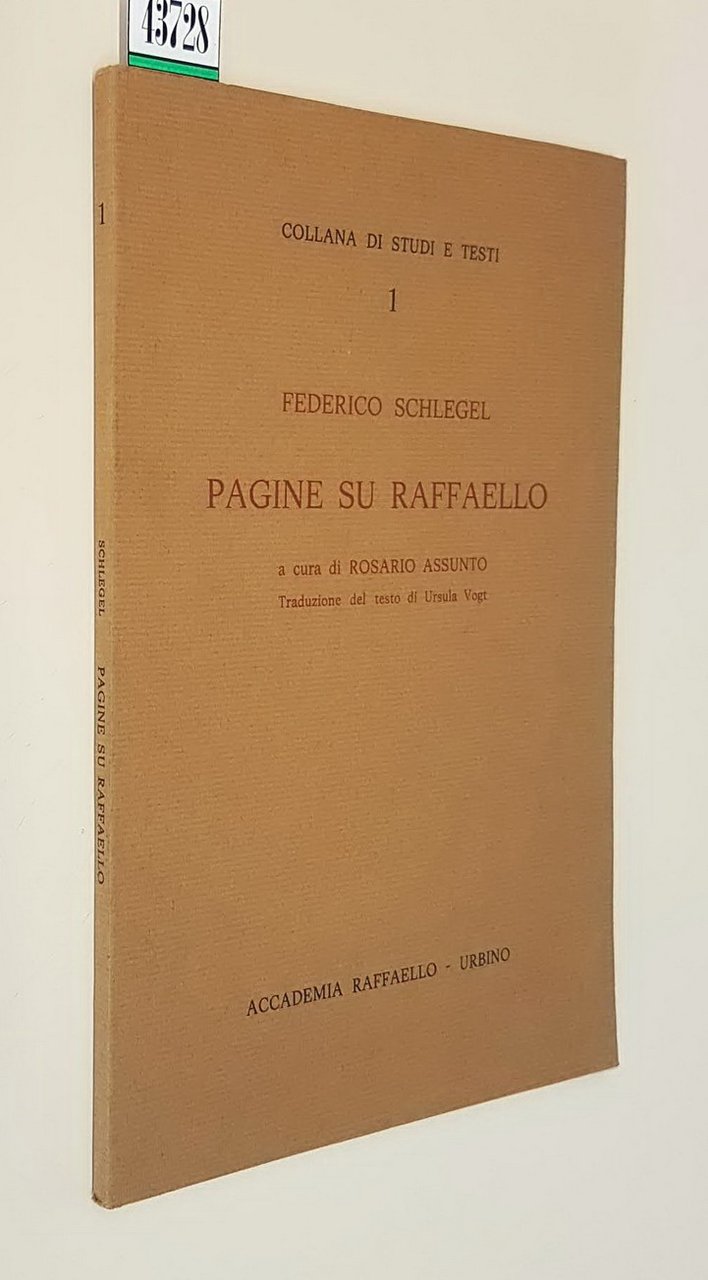 43728
1
SCHLEGEL
PAGINE SU RAFFAELLO
COLLANA DI STUDI E TESTI
1
FEDERICO SCHLEGEL
PAGINE SU RAFFAELLO
a cura di ROSARIO ASSUNTO
Traduzione del testo di Ursula Vogt
ACCADEMIA RAFFAELLO - URBINO